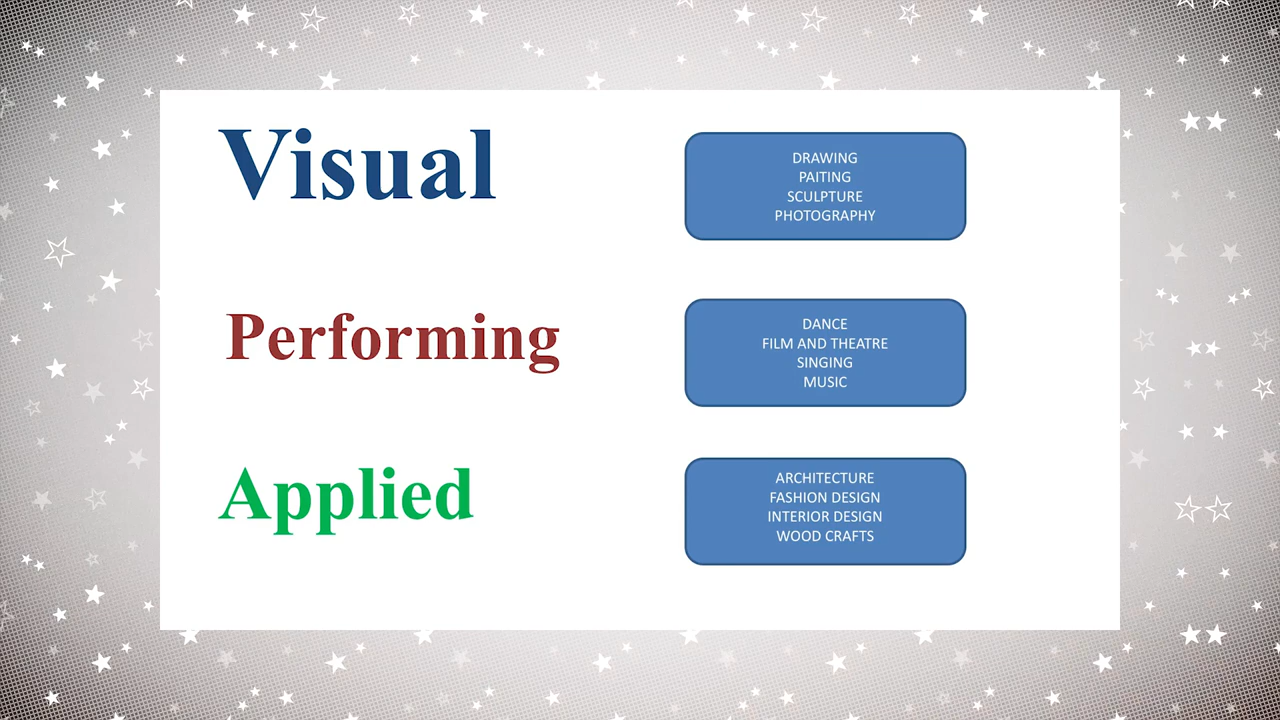 Visual
DRAWING
PAITING
SCULPTURE
PHOTOGRAPHY
Performing
DANCE
FILM AND THEATRE
SINGING
MUSIC
Applied
ARCHITECTURE
FASHION DESIGN
INTERIOR DESIGN
WOOD CRAFTS